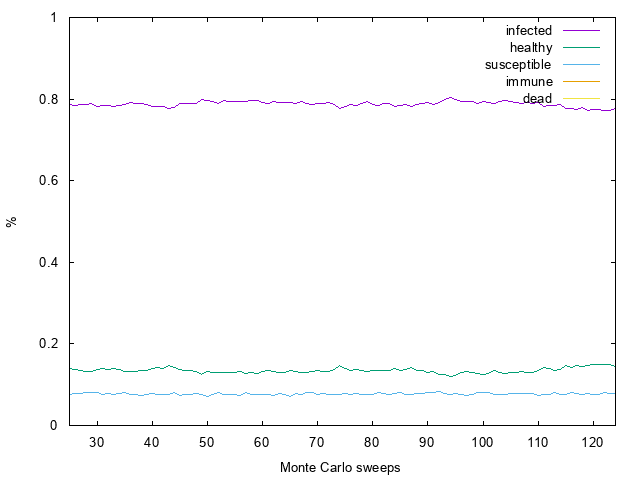 1
0.8
0.6
0.4
0.2
0
%
infected
healthy
susceptible
immune
dead
30 40 50 60 70 80 90 100 110 120
Monte Carlo sweeps